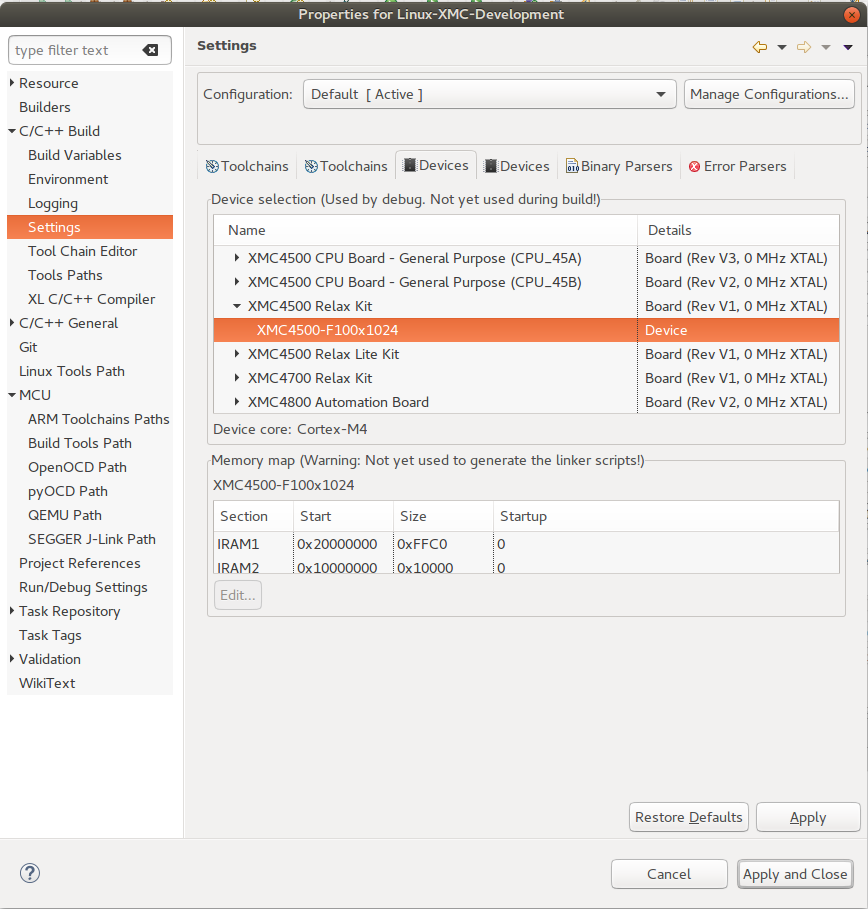 Properties for Linux-XMC-Development
type filter text
Resource
Builders
C/C++ Build
Build Variables
Environment
Logging
Settings
Tool Chain Editor
Tools Paths
XL C/C++ Compiler
C/C++ General
Git
Linux Tools Path
MCU
ARM Toolchains Paths
Build Tools Path
OpenOCD Path
pyOCD Path
QEMU Path
SEGGER J-Link Path
Project References
Run/Debug Settings
Task Repository
Task Tags
Validation
WikiText
Settings
Configuration: Default [ Active ] Manage Configurations...
Toolchains Toolchains Devices Devices Binary Parsers Error Parsers
Device selection (Used by debug. Not yet used during build!)
Name Details
XMC4500 CPU Board - General Purpose (CPU_45A) Board (Rev V3, 0 MHz XTAL)
XMC4500 CPU Board - General Purpose (CPU_45B) Board (Rev V2, 0 MHz XTAL)
XMC4500 Relax Kit Board (Rev V1, 0 MHz XTAL)
XMC4500-F100x1024 Device
XMC4500 Relax Lite Kit Board (Rev V1, 0 MHz XTAL)
XMC4700 Relax Kit Board (Rev V1, 0 MHz XTAL)
XMC4800 Automation Board Board (Rev V2, 0 MHz XTAL)
Device core: Cortex-M4
Memory map (Warning: Not yet used to generate the linker scripts!)
XMC4500-F100x1024
Section Start Size Startup
IRAM1 0x20000000 0xFFC0 0
IRAM2 0x10000000 0x10000 0
Edit...
Restore Defaults Apply
? Cancel Apply and Close